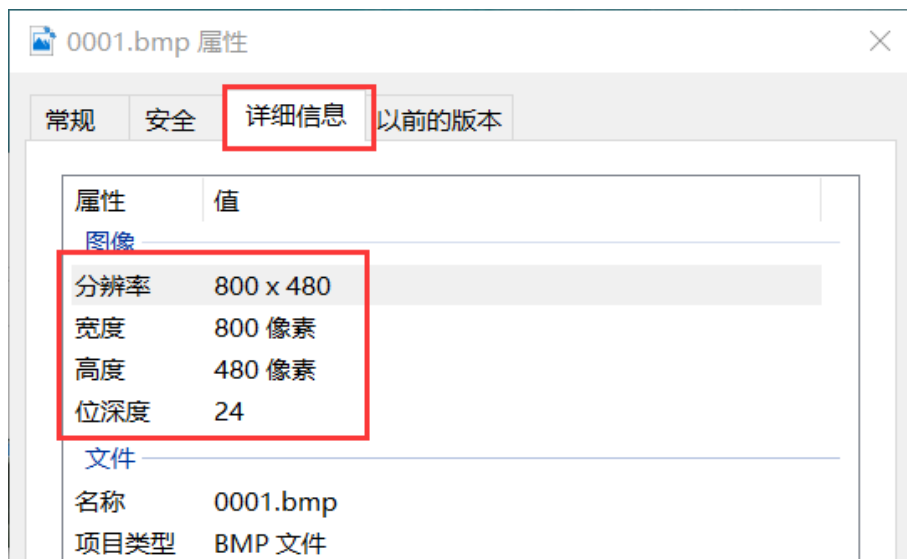 0001.bmp 属性
常规 安全 详细信息 以前的版本
属性 值
图像
分辨率 800 x 480
宽度 800 像素
高度 480 像素
位深度 24
文件
名称 0001.bmp
项目类型 BMP 文件